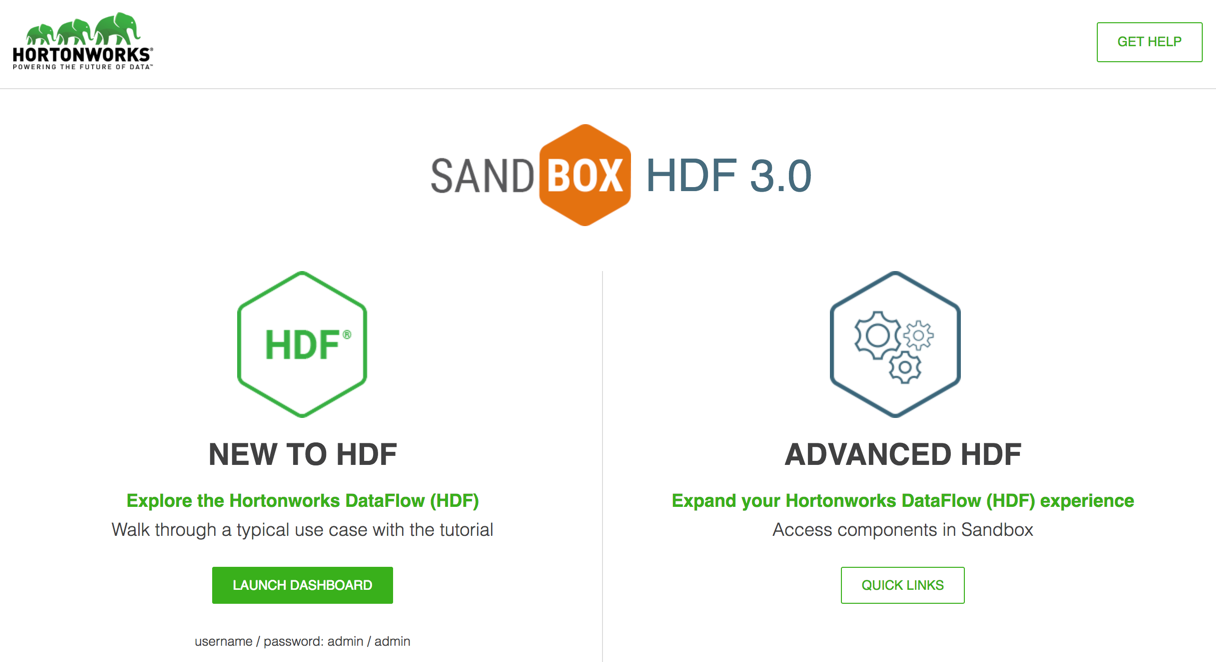 HORTONWORKS®
POWERING THE FUTURE OF DATA™
GET HELP
SANDBOX HDF 3.0
HDF®
NEW TO HDF
Explore the Hortonworks DataFlow (HDF)
Walk through a typical use case with the tutorial
LAUNCH DASHBOARD
username / password: admin / admin
ADVANCED HDF
Expand your Hortonworks DataFlow (HDF) experience
Access components in Sandbox
QUICK LINKS